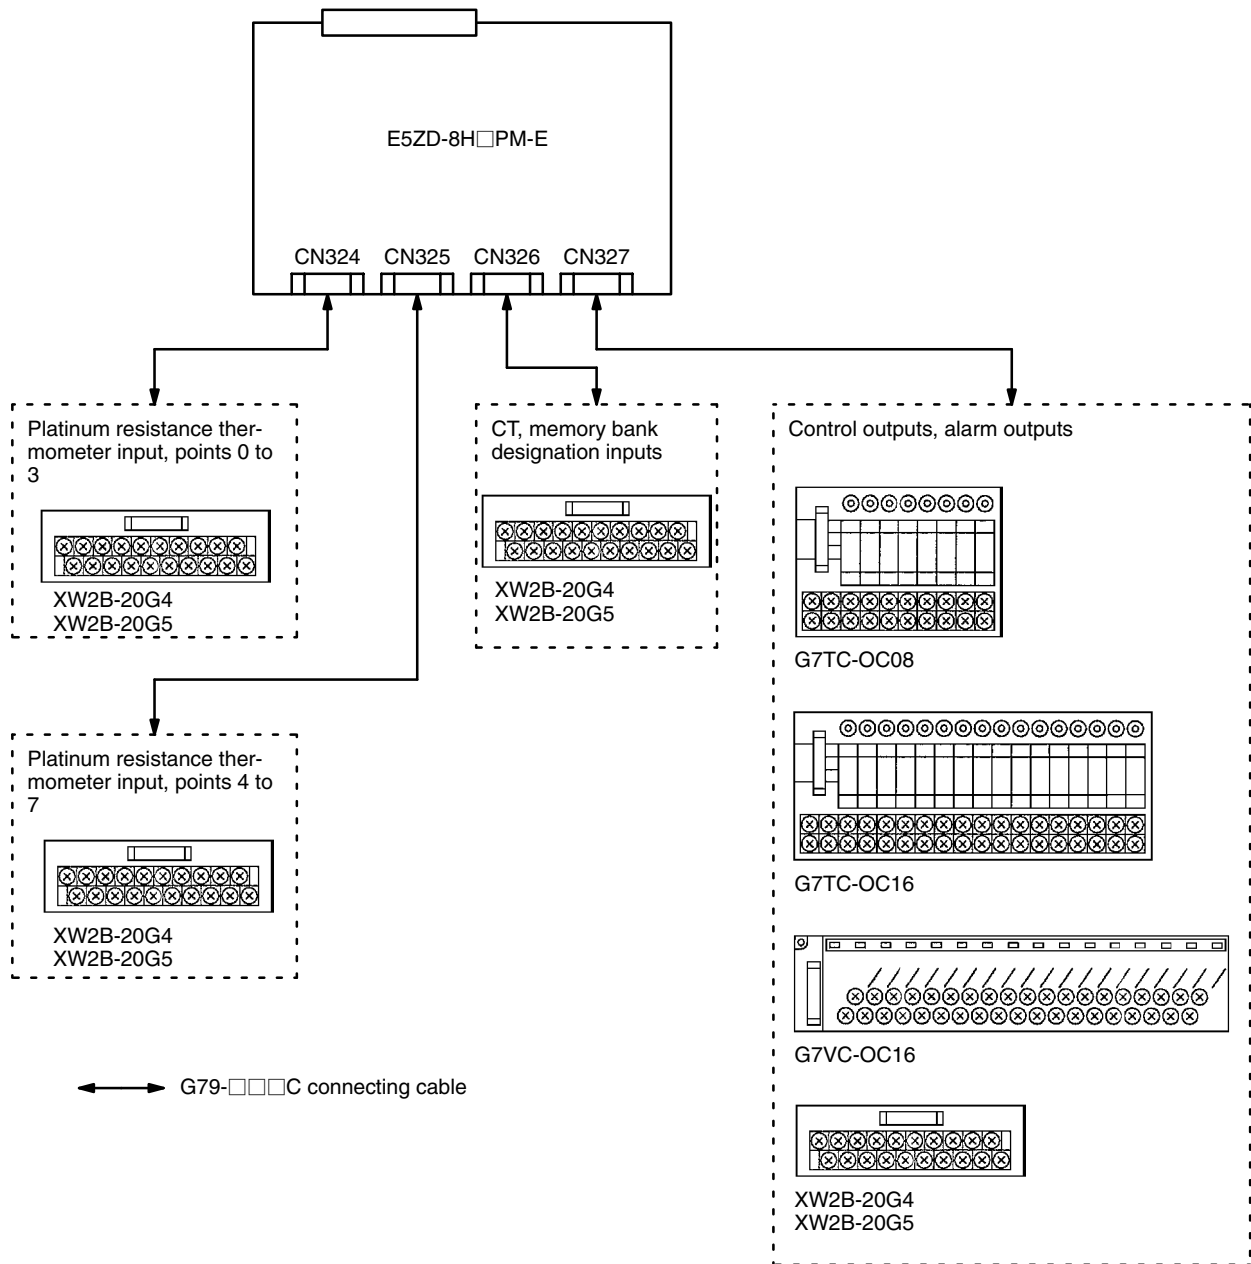 E5ZD-8H□PM-E
CN324 CN325 CN326 CN327
Platinum resistance ther-
mometer input, points 0 to
3
XW2B-20G4
XW2B-20G5
CT, memory bank
designation inputs
XW2B-20G4
XW2B-20G5
Control outputs, alarm outputs
G7TC-OC08
G7TC-OC16
G7VC-OC16
XW2B-20G4
XW2B-20G5
Platinum resistance ther-
mometer input, points 4 to
7
XW2B-20G4
XW2B-20G5
G79-□□□C connecting cable